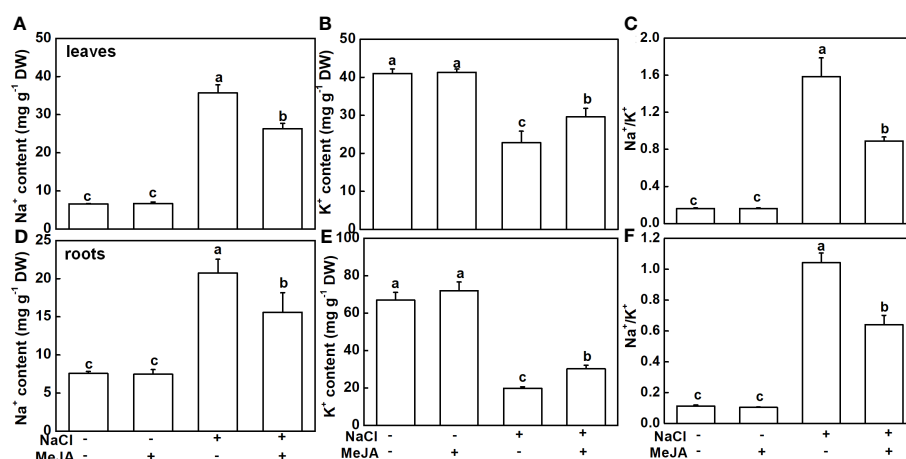 A
50
40
30
20
10
0
Na⁺ content (mg g⁻¹ DW)
leaves
c
c
a
b
B
50
40
30
20
10
0
K⁺ content (mg g⁻¹ DW)
a
a
c
b
C
2.0
1.6
1.2
0.8
0.4
0.0
Na⁺/K⁺
c
c
a
b
D
25
20
15
10
5
0
Na⁺ content (mg g⁻¹ DW)
roots
c
c
a
b
E
100
80
60
40
20
0
K⁺ content (mg g⁻¹ DW)
a
a
c
b
F
1.2
1.0
0.8
0.6
0.4
0.2
0.0
Na⁺/K⁺
c
c
a
b
NaCl - - + +
MeJA - + - +
NaCl - - + +
MeJA - + - +
NaCl - - + +
MeJA - + - +